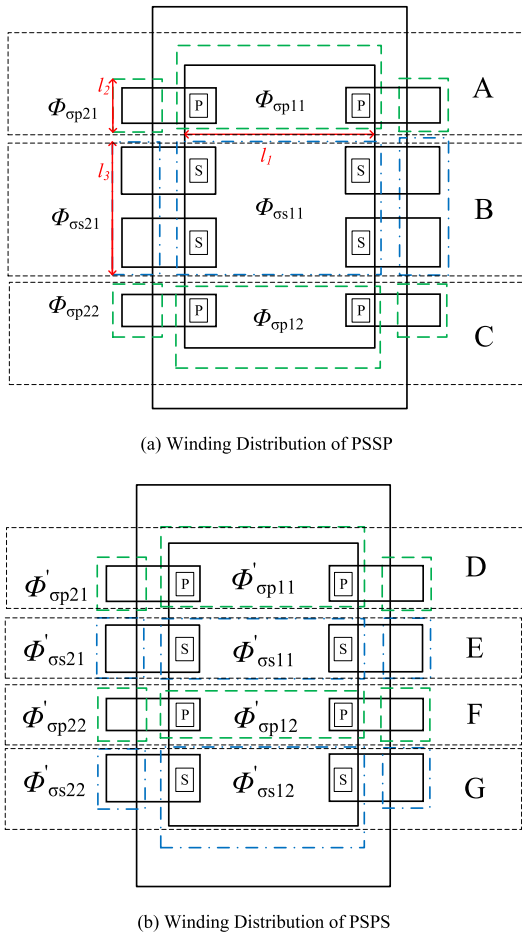 A
l2
Φσp21
P
Φσp11
P
l3
S
l1
S
B
Φσs21
Φσs11
S
S
Φσp22
P
Φσp12
P
C
(a) Winding Distribution of PSSP
D
Φ'σp21
P
Φ'σp11
P
Φ'σs21
S
Φ'σs11
S
E
Φ'σp22
P
Φ'σp12
P
F
Φ'σs22
S
Φ'σs12
S
G
(b) Winding Distribution of PSPS